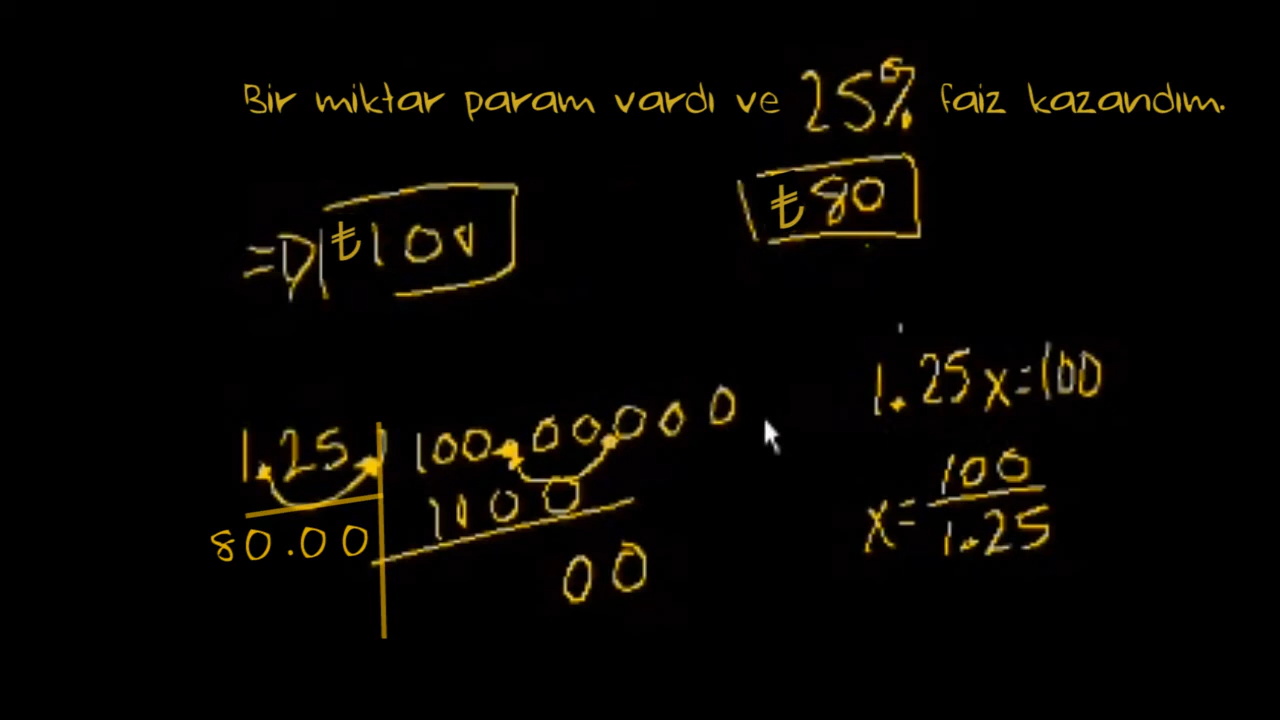 Bir miktar param vardı ve 25% faiz kazandım.
₺100
₺80
1.25x=100
1.25. 100.00000
1000
80.00
00
x=100/1.25